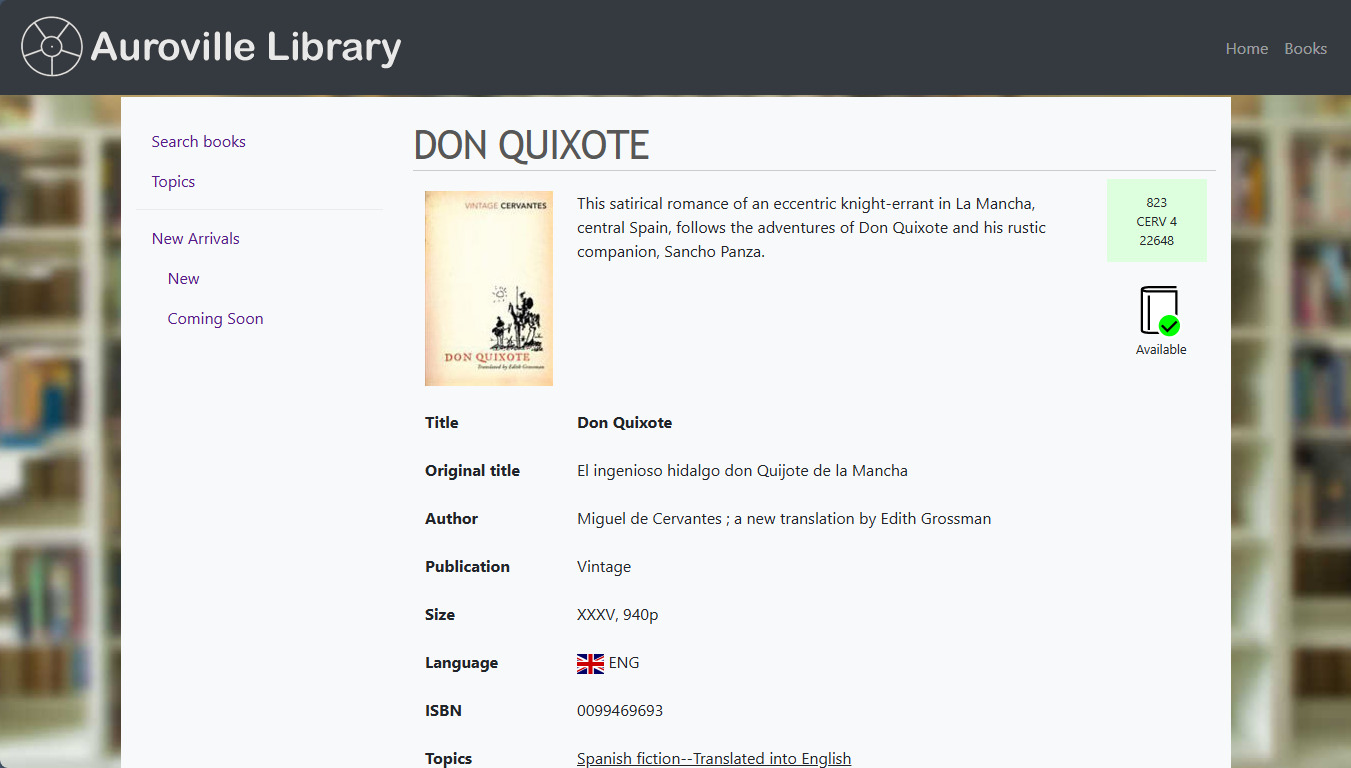 Auroville Library
Home Books
Search books
Topics
New Arrivals
New
Coming Soon
DON QUIXOTE
VINTAGE CERVANTES
DON QUIXOTE
Translated by Edith Grossman
This satirical romance of an eccentric knight-errant in La Mancha,
central Spain, follows the adventures of Don Quixote and his rustic
companion, Sancho Panza.
823
CERV 4
22648
Available
Title Don Quixote
Original title El ingenioso hidalgo don Quijote de la Mancha
Author Miguel de Cervantes ; a new translation by Edith Grossman
Publication Vintage
Size XXXV, 940p
Language ENG
ISBN 0099469693
Topics Spanish fiction--Translated into English